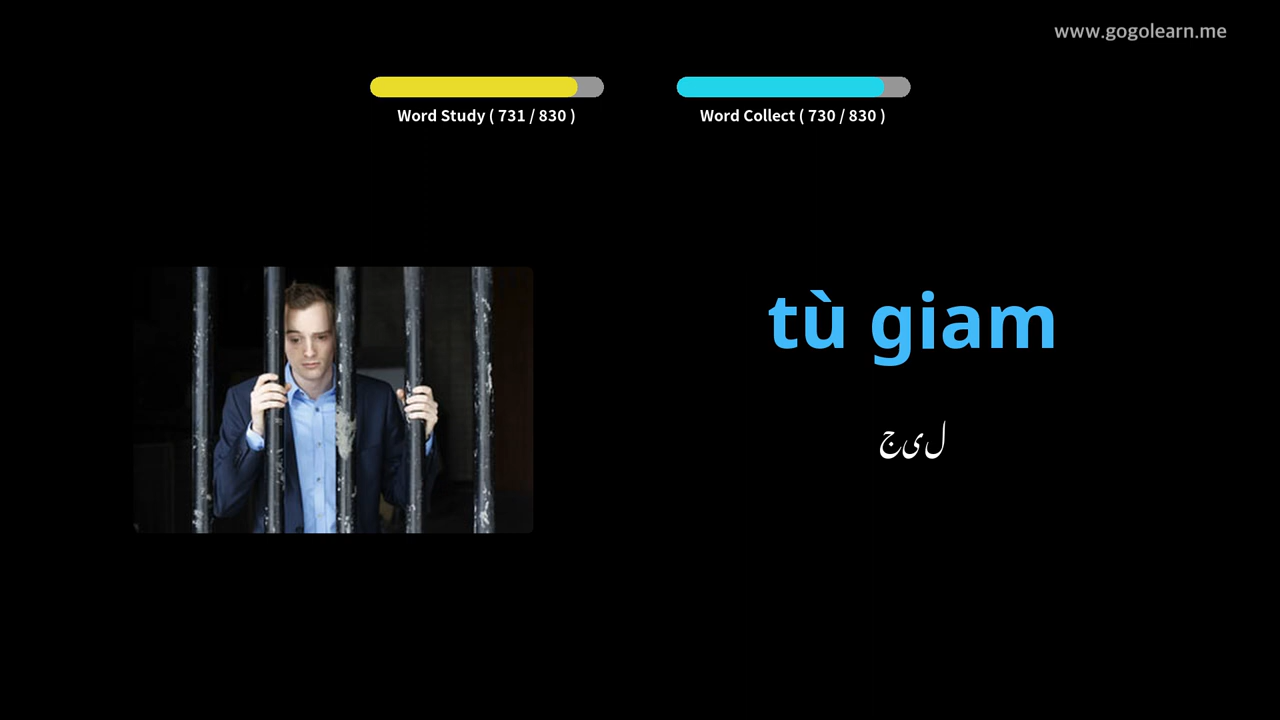 www.gogolearn.me
Word Study ( 731 / 830 )
Word Collect ( 730 / 830 )
tù giam
جیل